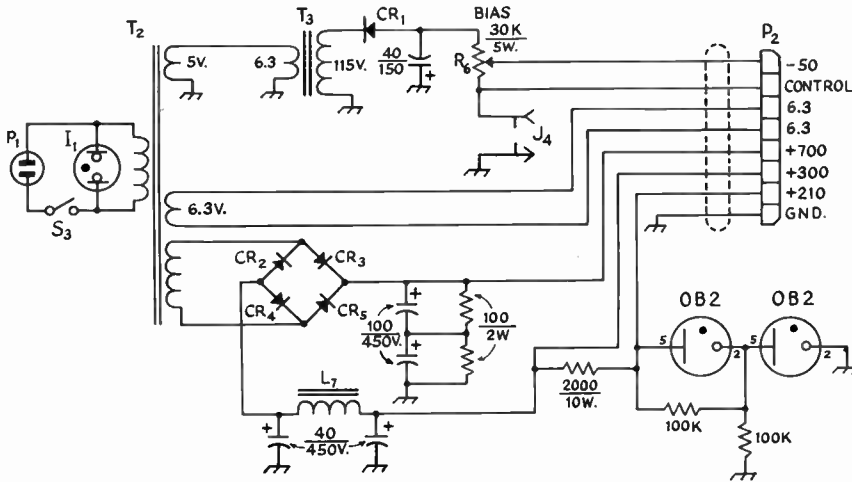 T2
T3
CR1
BIAS
30K
5W.
P2
5V.
6.3
115V.
40
150
+
R6
-50
CONTROL
6.3
6.3
+700
+300
+210
GND.
J4
P1
I1
S3
6.3V.
CR2
CR3
CR4
CR5
+
+
100
450V.
100
2W
OB2
OB2
5
2
5
2
L7
+
40
450V.
+
2000
10W.
100K
100K